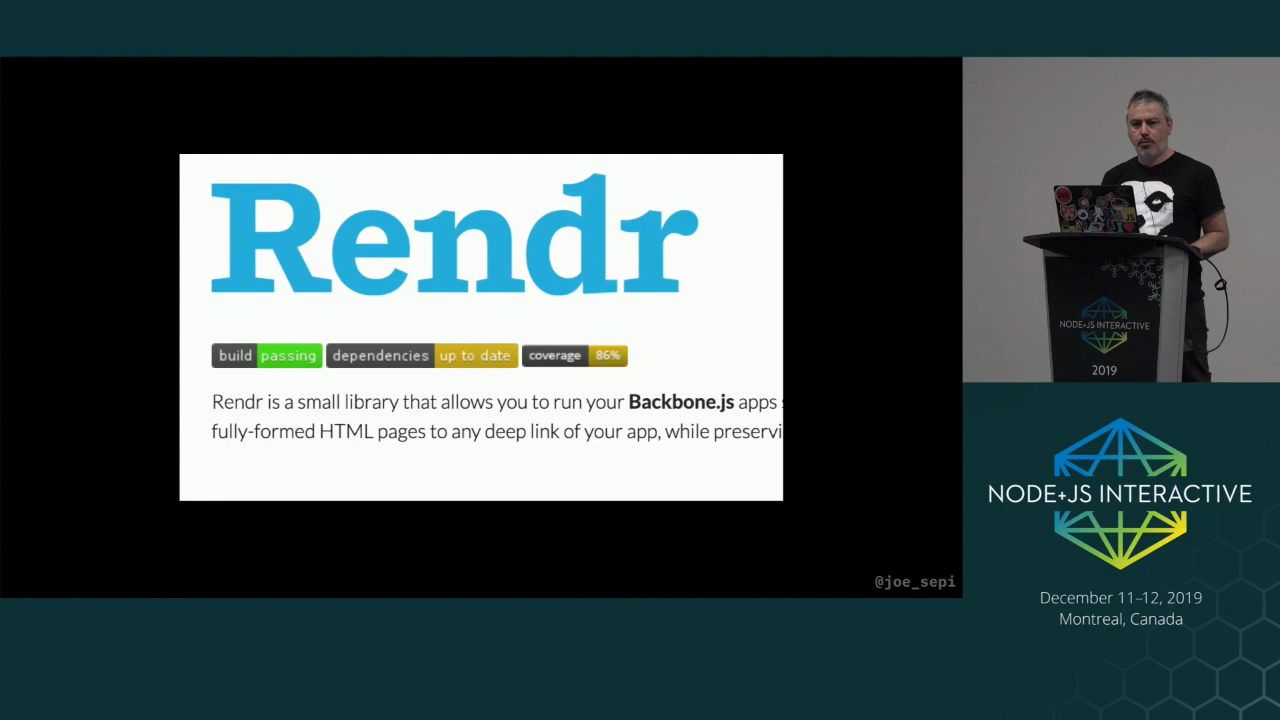 Rendr
build passing dependencies up to date coverage 86%
Rendr is a small library that allows you to run your Backbone.js apps
fully-formed HTML pages to any deep link of your app, while preservi
@joe_sepi
JS
NODE+JS INTERACTIVE
2019
NODE+JS INTERACTIVE
December 11–12, 2019
Montreal, Canada